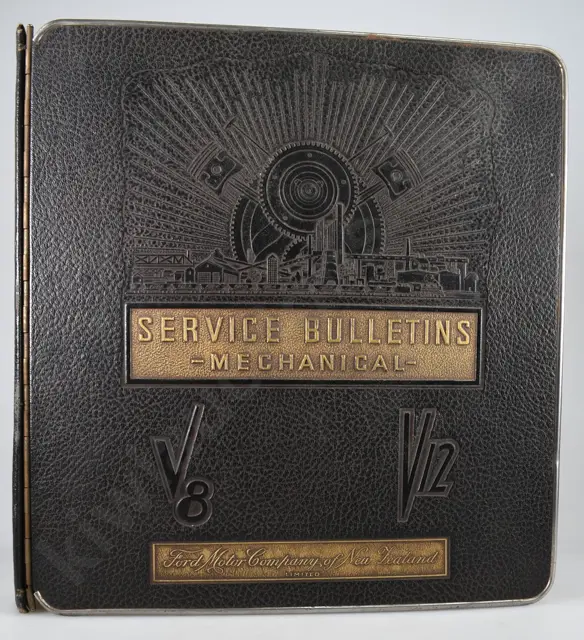 SERVICE BULLETINS
-MECHANICAL-
V8
V12
Ford Motor Company of New Zealand
LIMITED